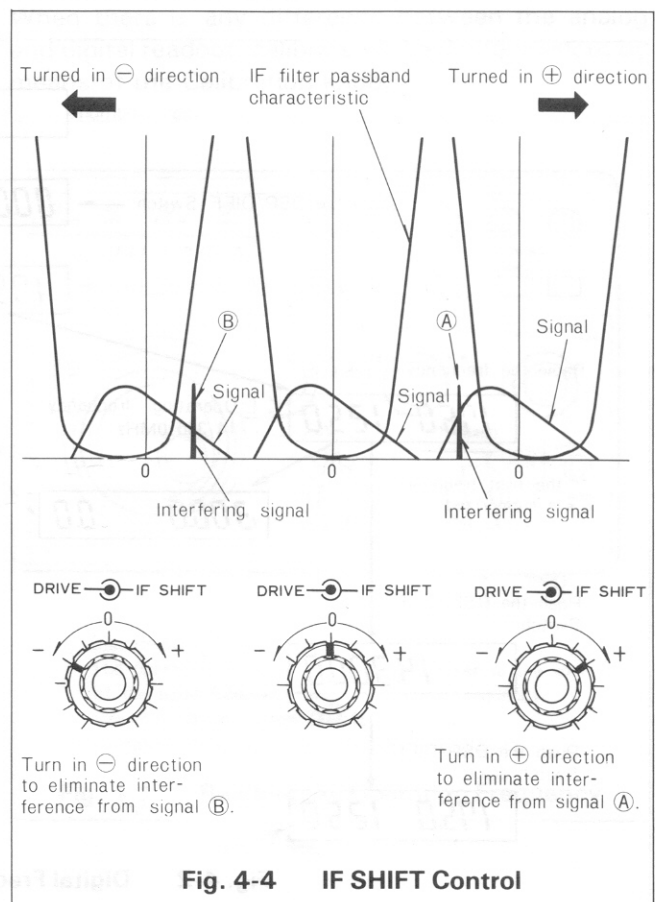 Turned in ⊖ direction
IF filter passband
characteristic
Turned in ⊕ direction
Ⓑ
Ⓐ
Signal
Signal
Signal
0
0
0
Interfering signal
Interfering signal
DRIVE IF SHIFT
DRIVE IF SHIFT
DRIVE IF SHIFT
0
0
0
- +
- +
- +
Turn in ⊖ direction
to eliminate inter-
ference from signal Ⓑ.
Turn in ⊕ direction
to eliminate inter-
ference from signal Ⓐ.
Fig. 4-4 IF SHIFT Control